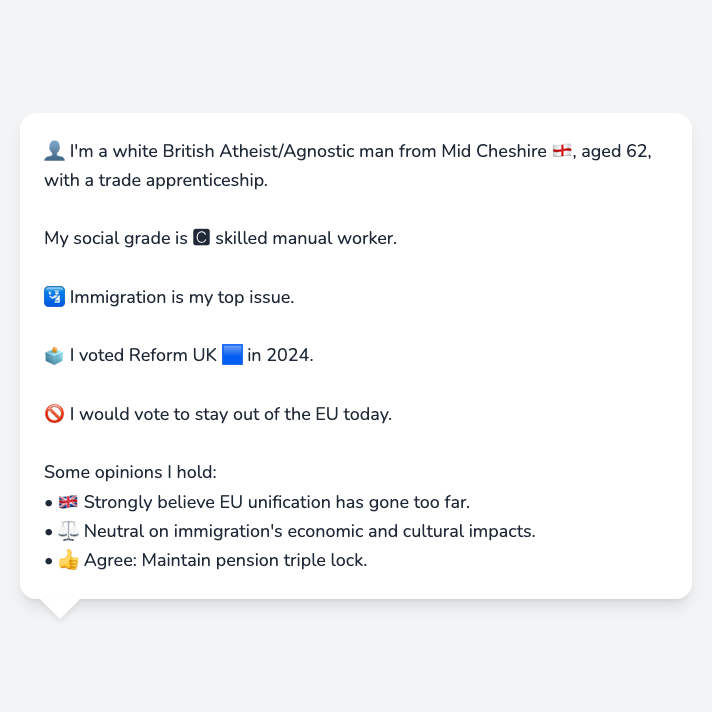 👤 I'm a white British Atheist/Agnostic man from Mid Cheshire 🏴󠁧󠁢󠁥󠁮󠁧󠁿, aged 62,
with a trade apprenticeship.
My social grade is 🅲 skilled manual worker.
🛂 Immigration is my top issue.
🗳️ I voted Reform UK 🟦 in 2024.
🚫 I would vote to stay out of the EU today.
Some opinions I hold:
• 🇬🇧 Strongly believe EU unification has gone too far.
• ⚖️ Neutral on immigration's economic and cultural impacts.
• 👍 Agree: Maintain pension triple lock.